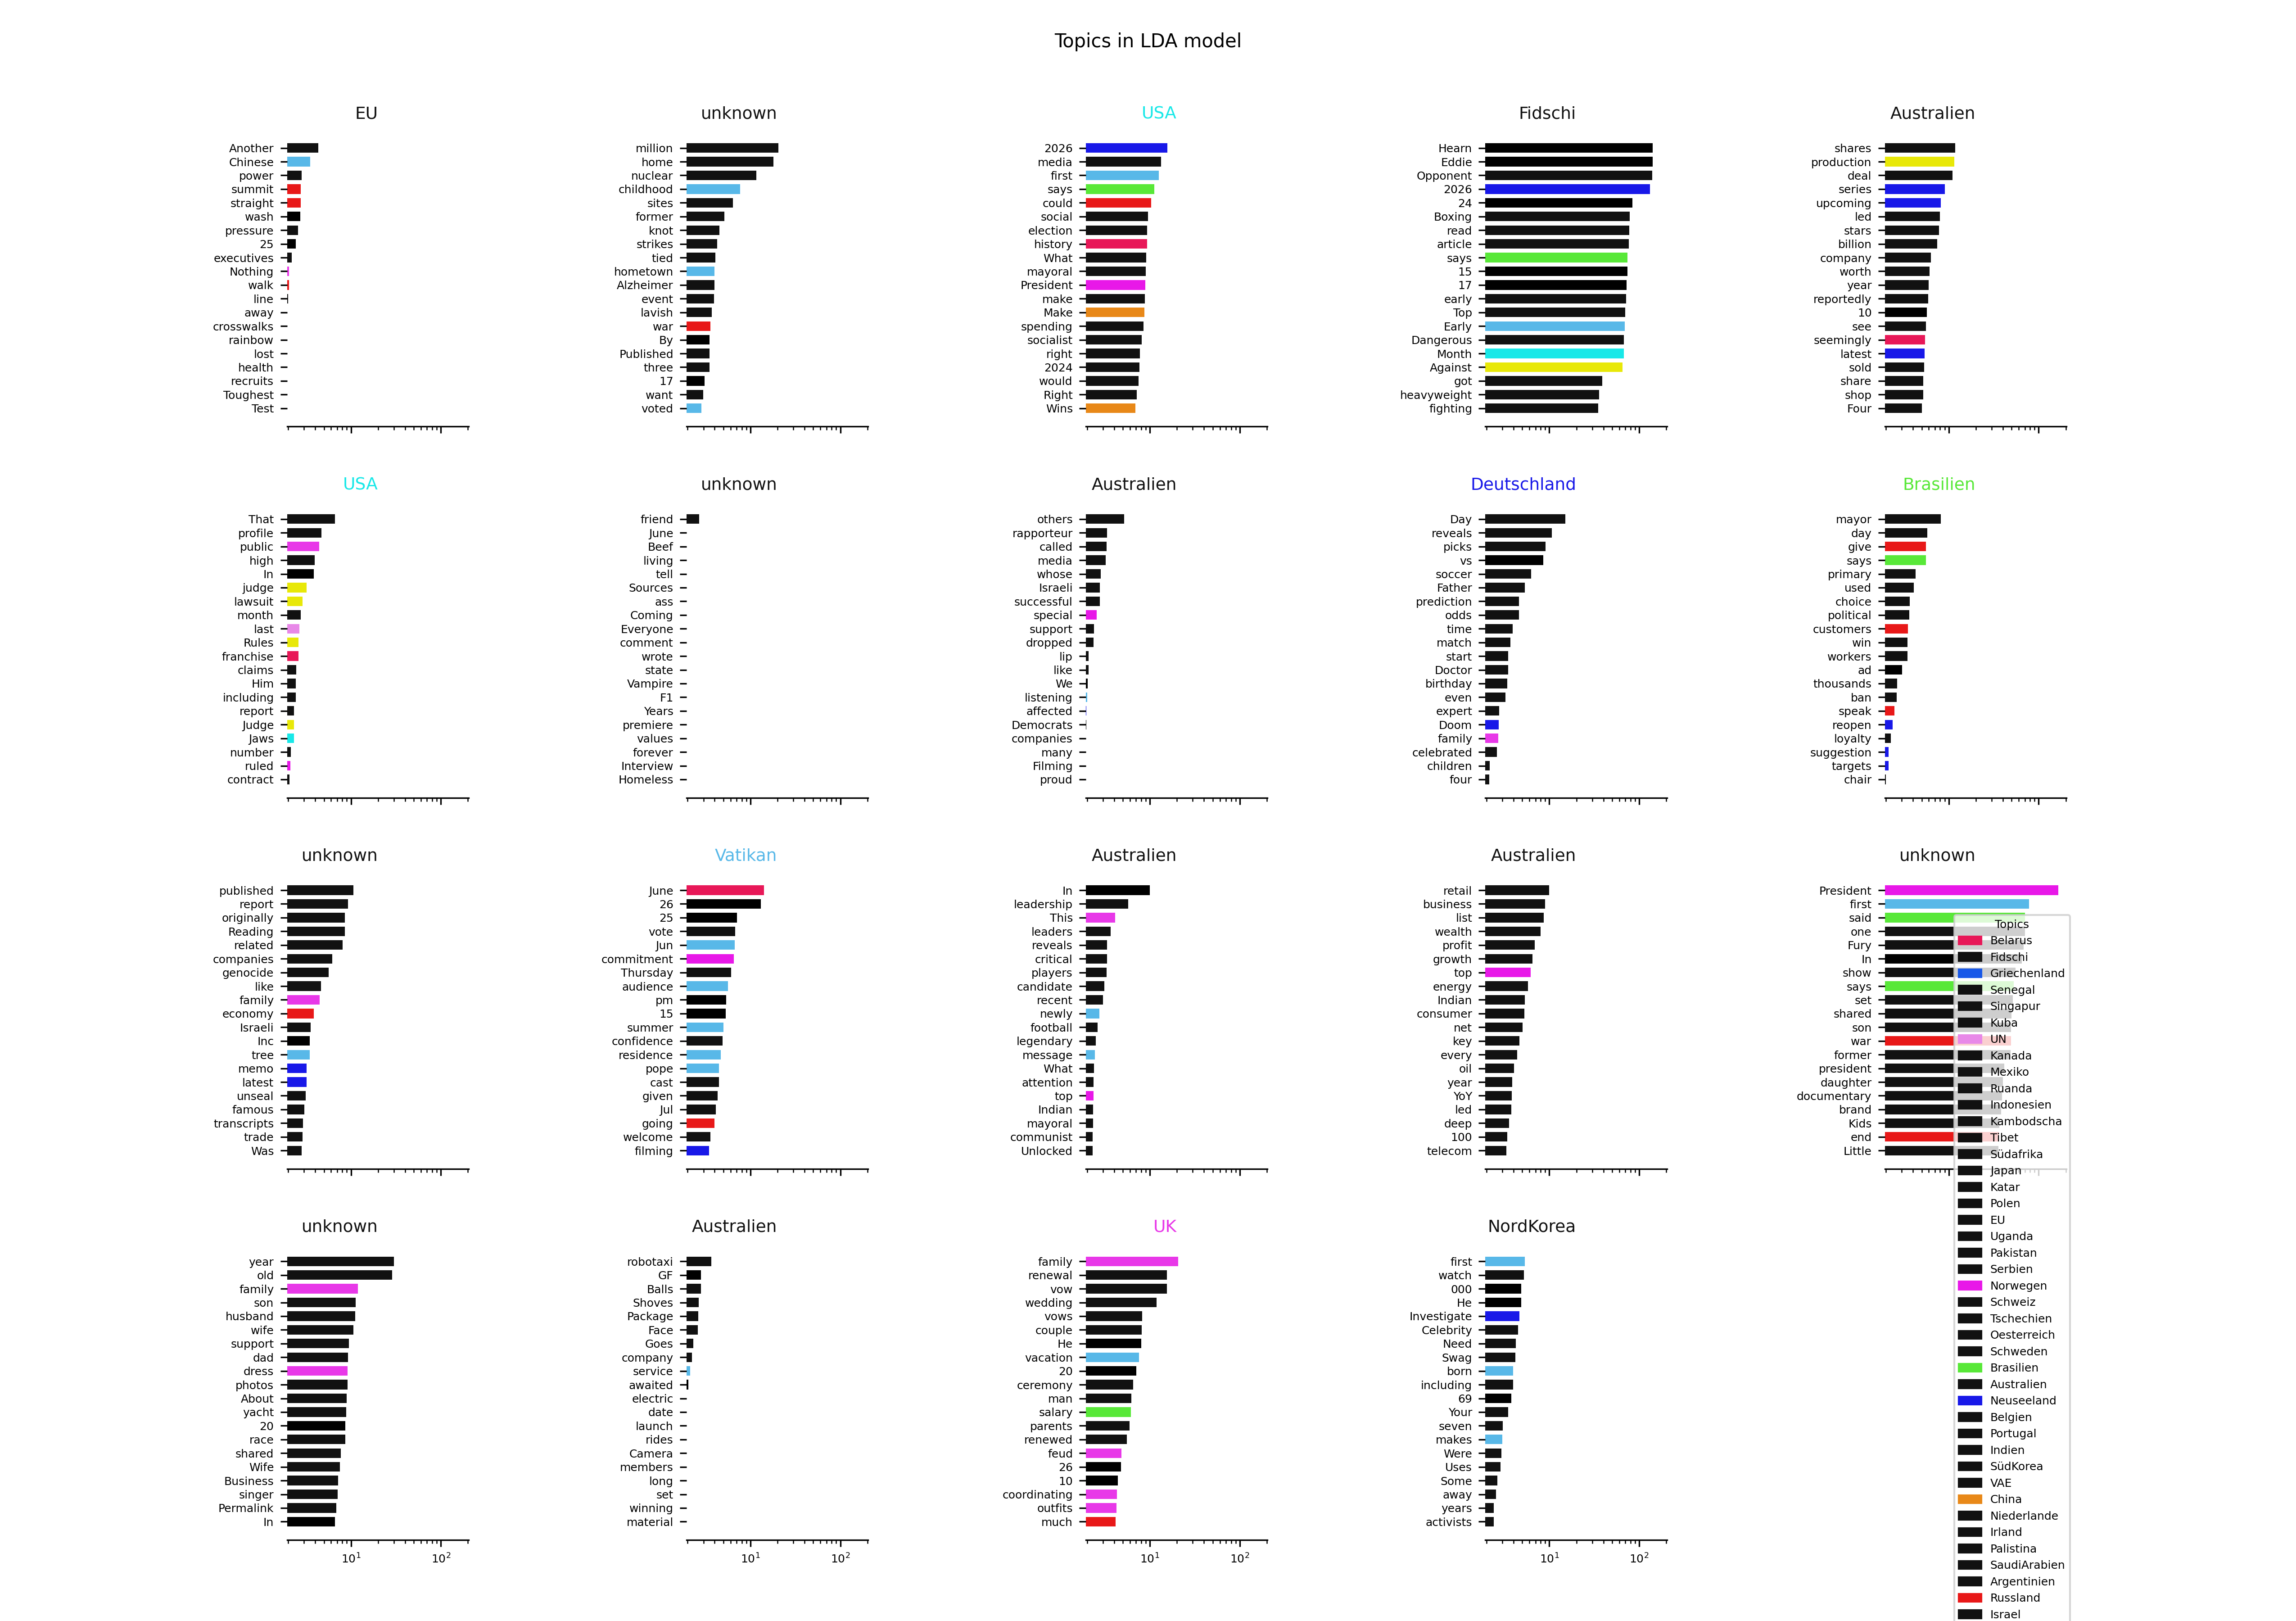 Topics in LDA model
EU
Another
Chinese
power
summit
straight
wash
pressure
25
executives
Nothing
walk
line
away
crosswalks
rainbow
lost
health
recruits
Toughest
Test
unknown
million
home
nuclear
childhood
sites
former
knot
strikes
tied
hometown
Alzheimer
event
lavish
war
By
Published
three
17
want
voted
USA
2026
media
first
says
could
social
election
history
What
mayoral
President
make
Make
spending
socialist
right
2024
would
Right
Wins
Fidschi
Hearn
Eddie
Opponent
2026
24
Boxing
read
article
says
15
17
early
Top
Early
Dangerous
Month
Against
got
heavyweight
fighting
Australien
shares
production
deal
series
upcoming
led
stars
billion
company
worth
year
reportedly
10
see
seemingly
latest
sold
share
shop
Four
USA
That
profile
public
high
In
judge
lawsuit
month
last
Rules
franchise
claims
Him
including
report
Judge
Jaws
number
ruled
contract
unknown
friend
June
Beef
living
tell
Sources
ass
Coming
Everyone
comment
wrote
state
Vampire
F1
Years
premiere
values
forever
Interview
Homeless
Australien
others
rapporteur
called
media
whose
Israeli
successful
special
support
dropped
lip
like
We
listening
affected
Democrats
companies
many
Filming
proud
Deutschland
Day
reveals
picks
vs
soccer
Father
prediction
odds
time
match
start
Doctor
birthday
even
expert
Doom
family
celebrated
children
four
Brasilien
mayor
day
give
says
primary
used
choice
political
customers
win
workers
ad
thousands
ban
speak
reopen
loyalty
suggestion
targets
chair
unknown
published
report
originally
Reading
related
companies
genocide
like
family
economy
Israeli
Inc
tree
memo
latest
unseal
famous
transcripts
trade
Was
Vatikan
June
26
25
vote
Jun
commitment
Thursday
audience
pm
15
summer
confidence
residence
pope
cast
given
Jul
going
welcome
filming
Australien
In
leadership
This
leaders
reveals
critical
players
candidate
recent
newly
football
legendary
message
What
attention
top
Indian
mayoral
communist
Unlocked
Australien
retail
business
list
wealth
profit
growth
top
energy
Indian
consumer
net
key
every
oil
year
YoY
led
deep
100
telecom
unknown
President
first
said
one
Fury
In
show
says
set
shared
son
war
former
president
daughter
documentary
brand
Kids
end
Little
unknown
year
old
family
son
husband
wife
support
dad
dress
photos
About
yacht
20
race
shared
Wife
Business
singer
Permalink
In
10¹ 10²
Australien
robotaxi
GF
Balls
Shoves
Package
Face
Goes
company
service
awaited
electric
date
launch
rides
Camera
members
long
set
winning
material
10¹ 10²
UK
family
renewal
vow
wedding
vows
couple
He
vacation
20
ceremony
man
salary
parents
renewed
feud
26
10
coordinating
outfits
much
10¹ 10²
NordKorea
first
watch
000
He
Investigate
Celebrity
Need
Swag
born
including
69
Your
seven
makes
Were
Uses
Some
away
years
activists
10¹ 10²
Topics
Belarus
Fidschi
Griechenland
Senegal
Singapur
Kuba
UN
Kanada
Mexiko
Ruanda
Indonesien
Kambodscha
Tibet
Südafrika
Japan
Katar
Polen
EU
Uganda
Pakistan
Serbien
Norwegen
Schweiz
Tschechien
Oesterreich
Schweden
Brasilien
Australien
Neuseeland
Belgien
Portugal
Indien
SüdKorea
VAE
China
Niederlande
Irland
Palistina
SaudiArabien
Argentinien
Russland
Israel